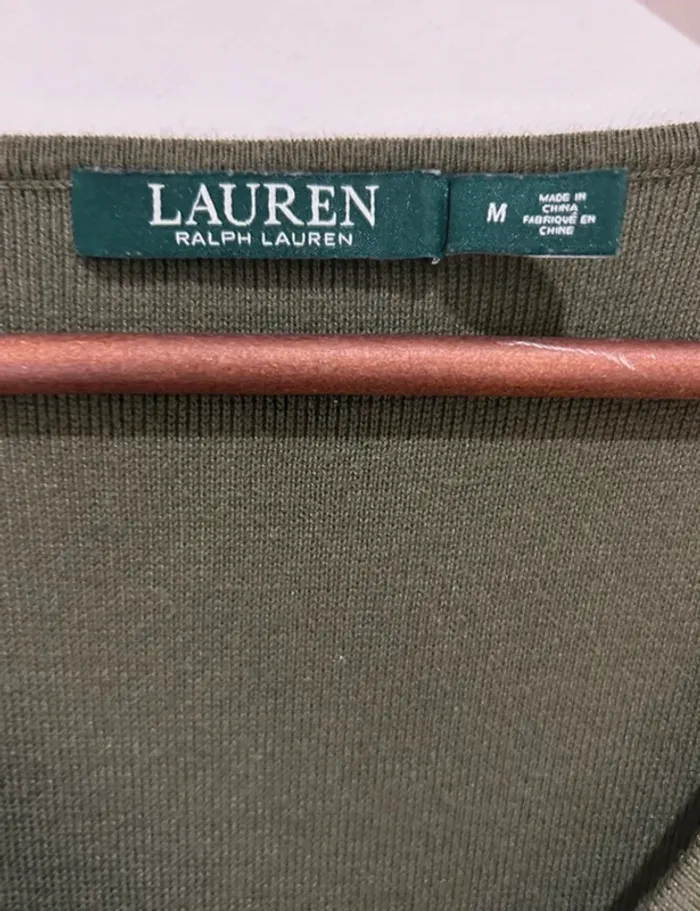 LAUREN
RALPH LAUREN
M
MADE IN
CHINA
FABRIQUÉ EN
CHINE